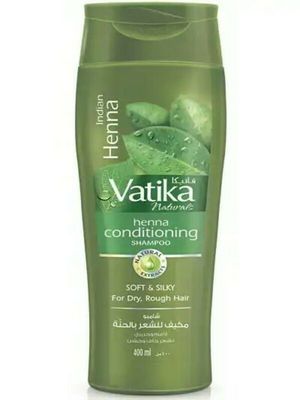 Indian
Henna
فاتيكا
Vatika
Naturals
henna
conditioning
SHAMPOO
NATURAL
EXTRACTS
SOFT & SILKY
For Dry, Rough Hair
شامبو
مكيف للشعر بالحنّة
400 ml